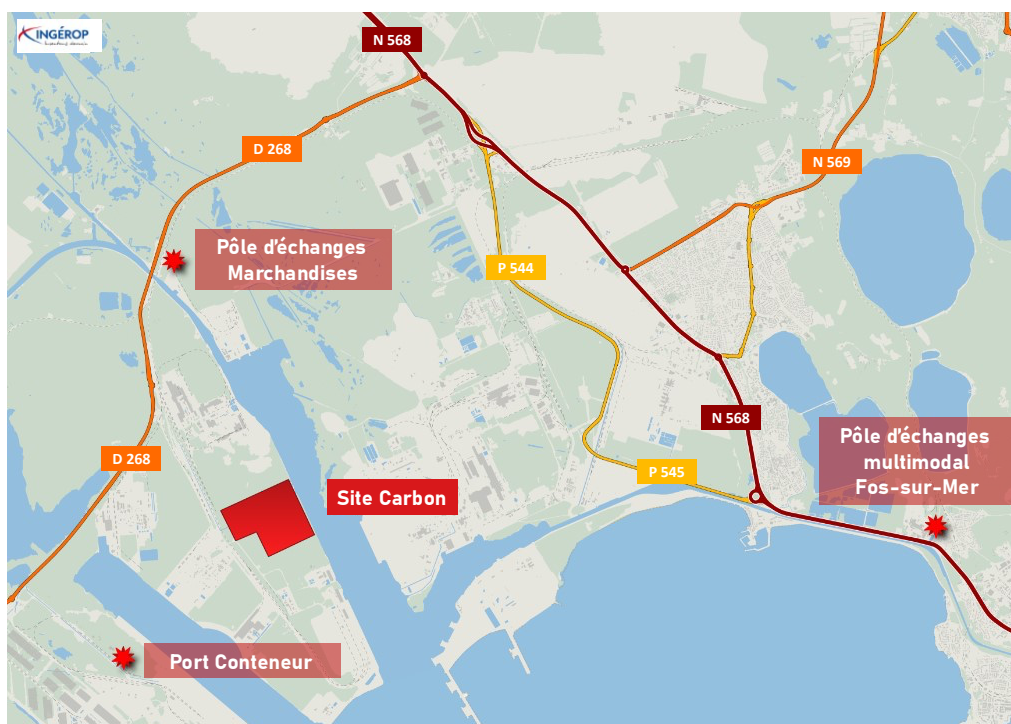 INGÉROP
N 568
D 268
N 569
Pôle d'échanges
Marchandises
P 544
N 568
Pôle d'échanges
multimodal
Fos-sur-Mer
D 268
P 545
Site Carbon
Port Conteneur